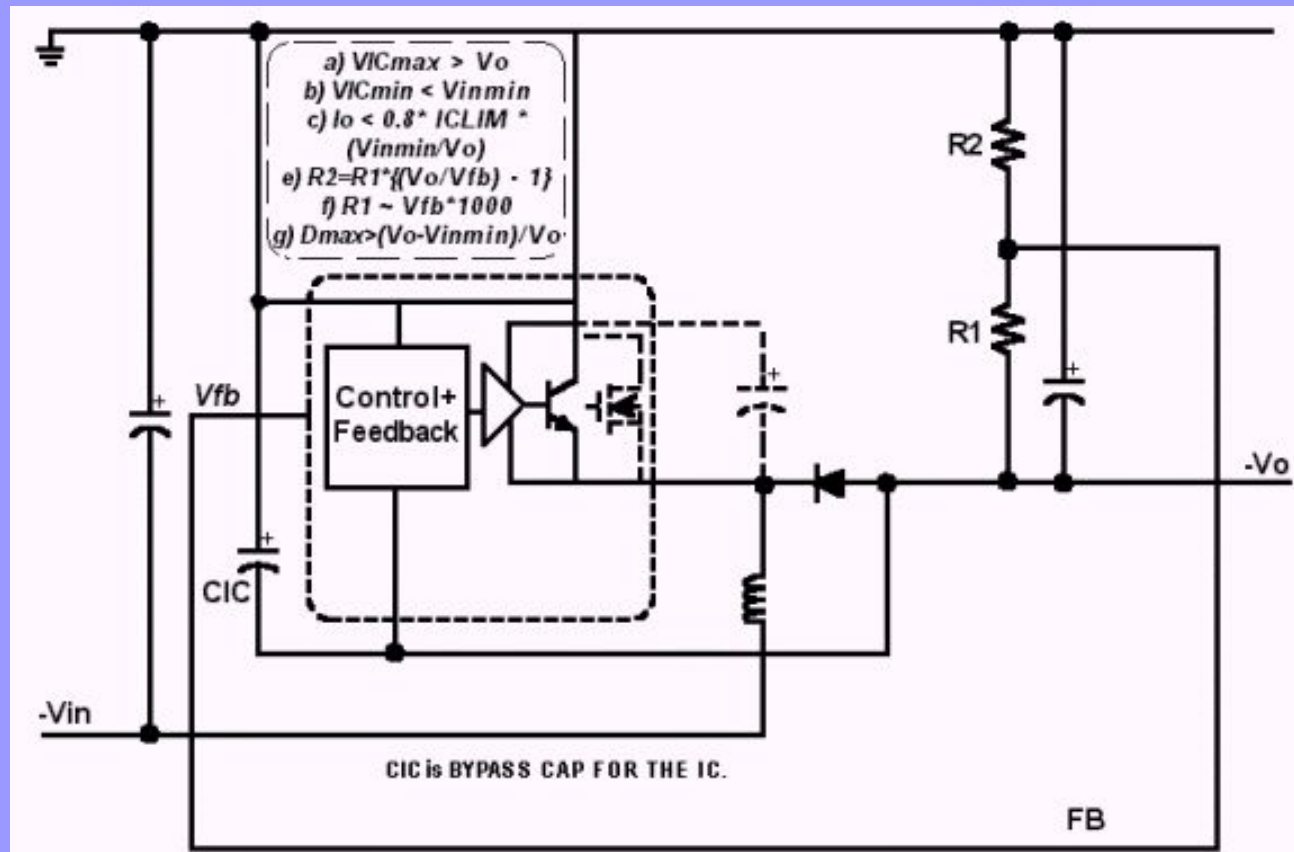 a) VICmax > Vo
b) VICmin < Vinmin
c) Io < 0.8* ICLIM *
(Vinmin/Vo)
e) R2=R1*{(Vo/Vfb) - 1}
f) R1 ~ Vfb*1000
g) Dmax>(Vo-Vinmin)/Vo
R2
R1
Vfb
Control+
Feedback
+
+
+
+
-Vo
CIC
-Vin
CIC is BYPASS CAP FOR THE IC.
FB